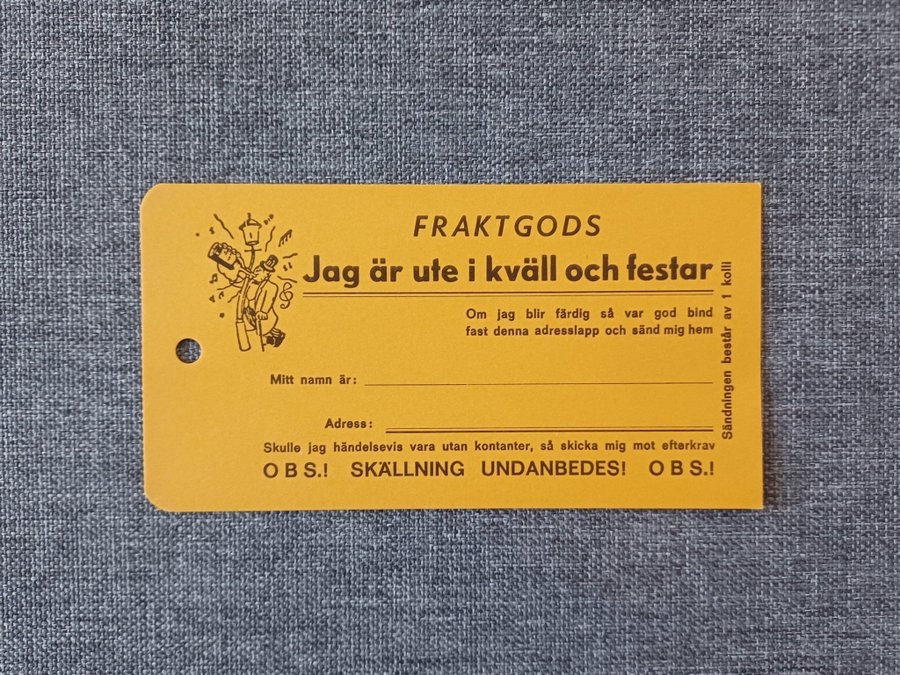 FRAKTGODS
Jag är ute i kväll och festar
Om jag blir färdig så var god bind
fast denna adresslapp och sänd mig hem
Mitt namn är:
Adress:
Skulle jag händelsevis vara utan kontanter, så skicka mig mot efterkrav
OBS.! SKÄLLNING UNDANBEDES! OBS.!
Sändningen består av 1 kolli